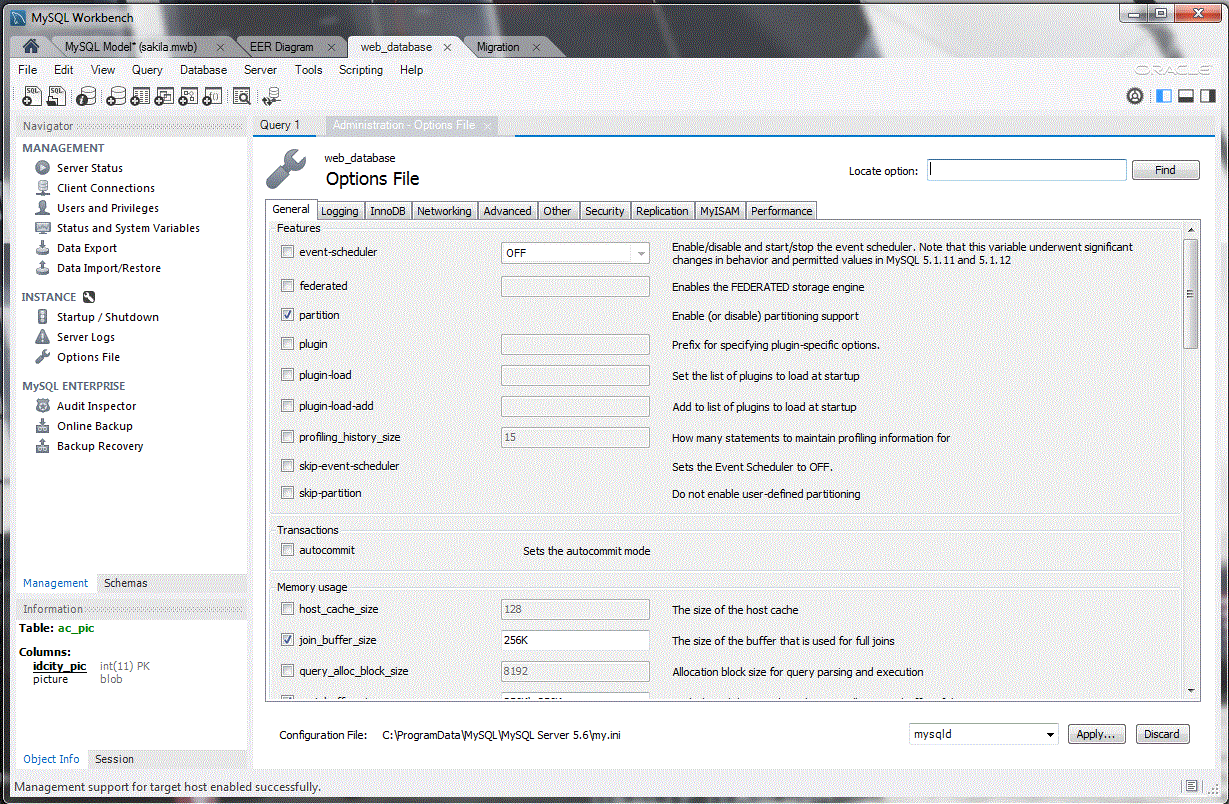 MySQL Workbench
MySQL Model* (sakila.mwb)
EER Diagram
web_database
Migration
File Edit View Query Database Server Tools Scripting Help
ORACLE
Navigator
MANAGEMENT
Server Status
Client Connections
Users and Privileges
Status and System Variables
Data Export
Data Import/Restore
INSTANCE
Startup / Shutdown
Server Logs
Options File
MySQL ENTERPRISE
Audit Inspector
Online Backup
Backup Recovery
Management Schemas
Information
Table: ac_pic
Columns:
idcity_pic int(11) PK
picture blob
Object Info Session
Query 1 Administration - Options File
web_database
Options File
Locate option: Find
General Logging InnoDB Networking Advanced Other Security Replication MyISAM Performance
Features
event-scheduler OFF Enable/disable and start/stop the event scheduler. Note that this variable underwent significant
changes in behavior and permitted values in MySQL 5.1.11 and 5.1.12
federated Enables the FEDERATED storage engine
partition Enable (or disable) partitioning support
plugin Prefix for specifying plugin-specific options.
plugin-load Set the list of plugins to load at startup
plugin-load-add Add to list of plugins to load at startup
profiling_history_size 15 How many statements to maintain profiling information for
skip-event-scheduler Sets the Event Scheduler to OFF.
skip-partition Do not enable user-defined partitioning
Transactions
autocommit Sets the autocommit mode
Memory usage
host_cache_size 128 The size of the host cache
join_buffer_size 256K The size of the buffer that is used for full joins
query_alloc_block_size 8192 Allocation block size for query parsing and execution
Configuration File: C:\ProgramData\MySQL\MySQL Server 5.6\my.ini mysqld Apply... Discard
Management support for target host enabled successfully.